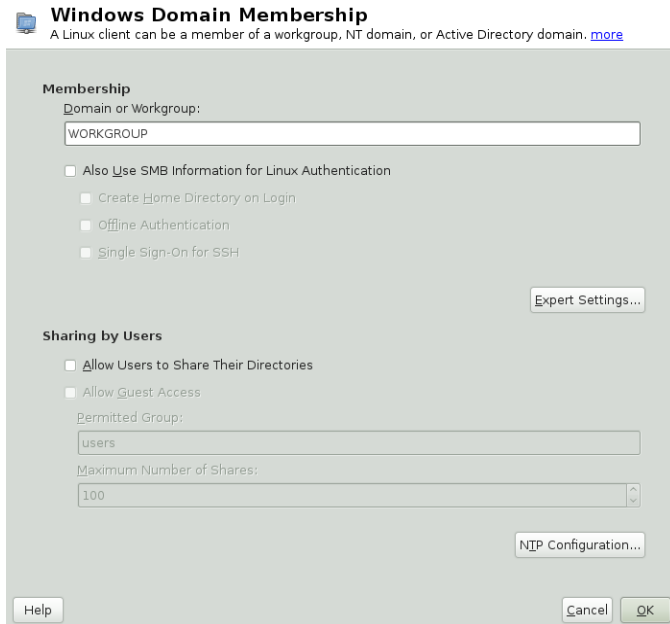 Windows Domain Membership
A Linux client can be a member of a workgroup, NT domain, or Active Directory domain. more
Membership
Domain or Workgroup:
WORKGROUP
Also Use SMB Information for Linux Authentication
Create Home Directory on Login
Offline Authentication
Single Sign-On for SSH
Expert Settings...
Sharing by Users
Allow Users to Share Their Directories
Allow Guest Access
Permitted Group:
users
Maximum Number of Shares:
100
NTP Configuration...
Help Cancel OK